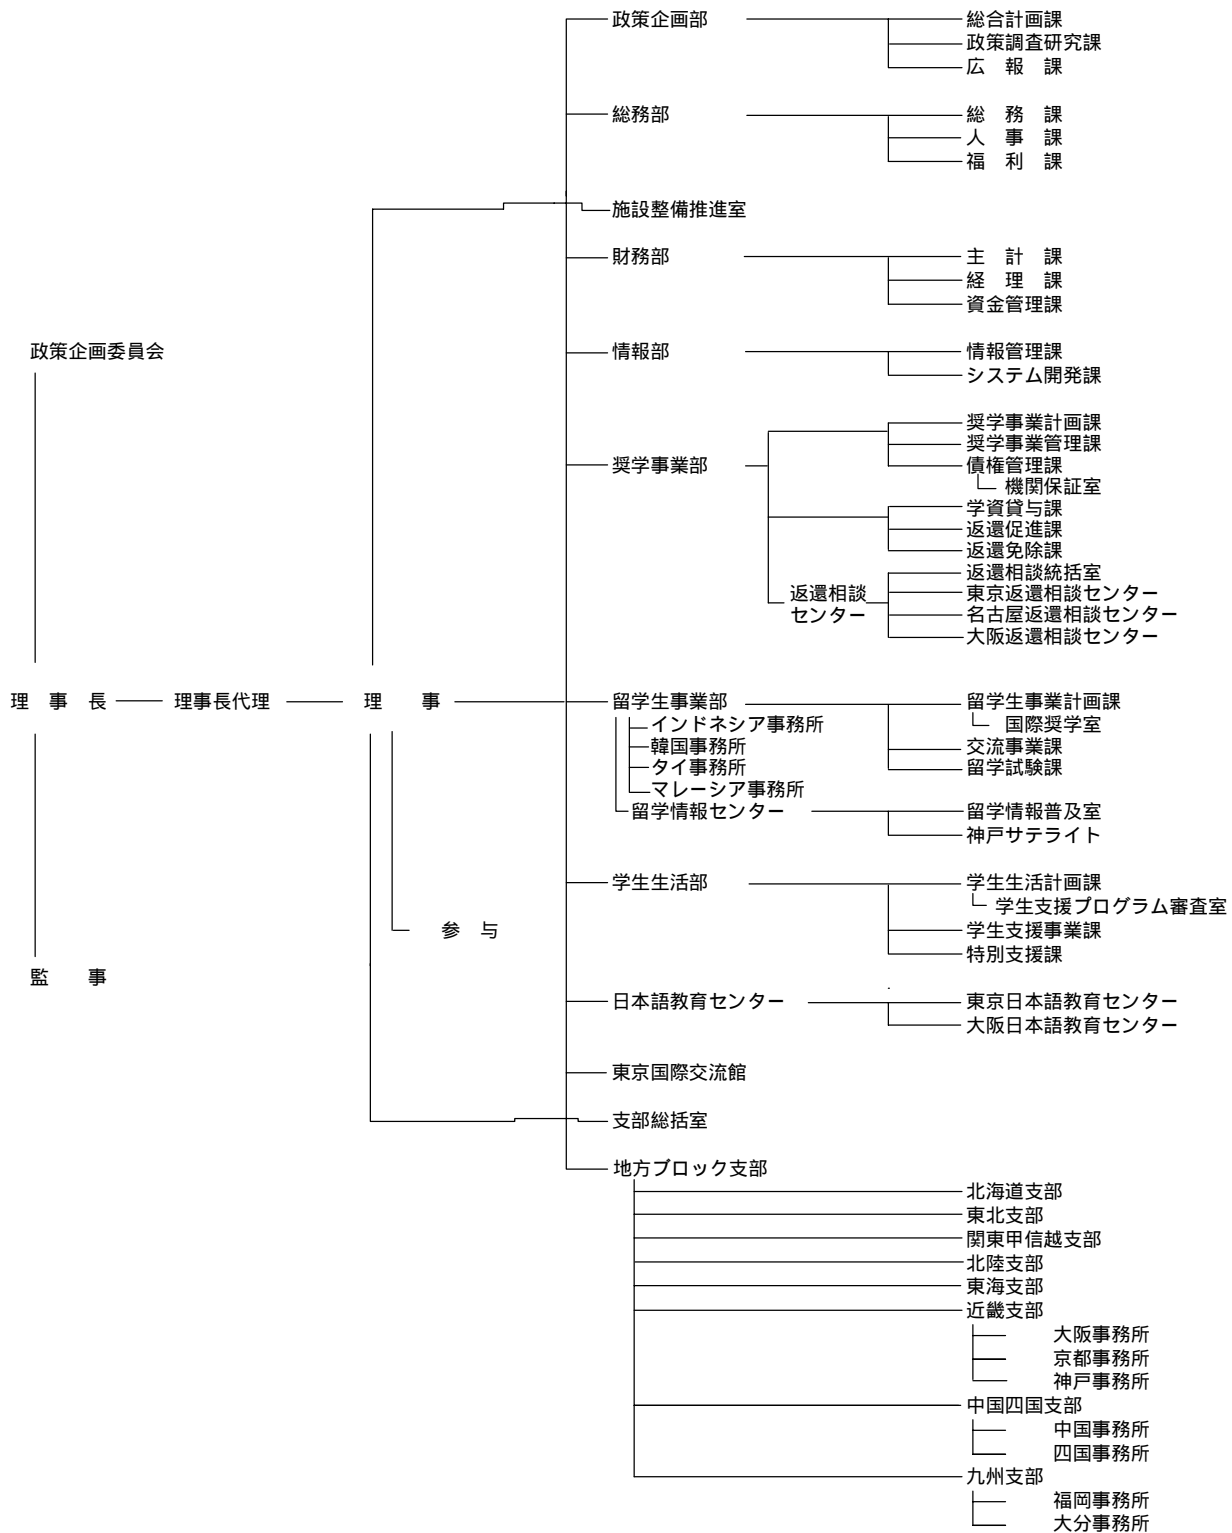 政策企画部
総合計画課
政策調査研究課
広　報　課
総務部
総　務　課
人　事　課
福　利　課
施設整備推進室
財務部
主　計　課
経　理　課
資金管理課
政策企画委員会
情報部
情報管理課
システム開発課
奨学事業部
奨学事業計画課
奨学事業管理課
債権管理課
機関保証室
学資貸与課
返還促進課
返還免除課
返還相談
センター
返還相談統括室
東京返還相談センター
名古屋返還相談センター
大阪返還相談センター
理　事　長
理事長代理
理　　事
留学生事業部
インドネシア事務所
韓国事務所
タイ事務所
マレーシア事務所
留学生事業計画課
国際奨学室
交流事業課
留学試験課
留学情報センター
留学情報普及室
神戸サテライト
学生生活部
学生生活計画課
学生支援プログラム審査室
学生支援事業課
特別支援課
参　与
監　　事
日本語教育センター
東京日本語教育センター
大阪日本語教育センター
東京国際交流館
支部総括室
地方ブロック支部
北海道支部
東北支部
関東甲信越支部
北陸支部
東海支部
近畿支部
大阪事務所
京都事務所
神戸事務所
中国四国支部
中国事務所
四国事務所
九州支部
福岡事務所
大分事務所